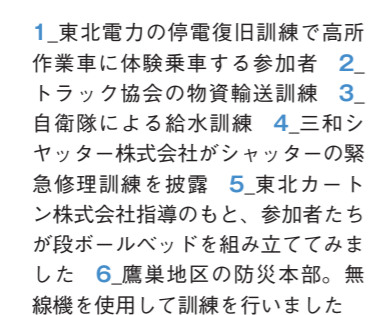 1_東北電力の停電復旧訓練で高所
作業車に体験乗車する参加者　2_
トラック協会の物資輸送訓練　3_
自衛隊による給水訓練　4_三和シ
ヤッター株式会社がシャッターの緊
急修理訓練を披露　5_東北カート
ン株式会社指導のもと、参加者たち
が段ボールベッドを組み立ててみま
した　6_鷹巣地区の防災本部。無
線機を使用して訓練を行いました